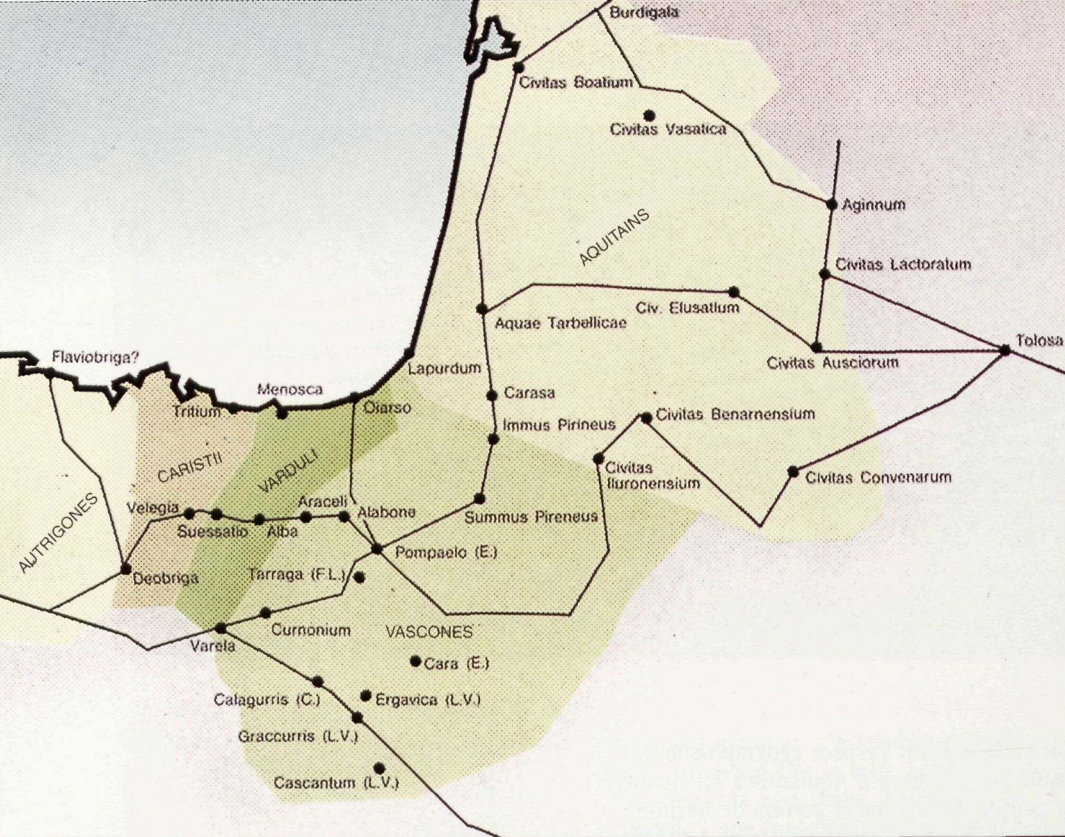 Burdigala
Civitas Boatium
Civitas Vasatica
Aginnum
AQUITAINS
Civitas Lactoratum
Civ. Elusatium
Aquae Tarbellicae
Tolosa
Flaviobriga?
Civitas Ausciorum
Lapurdum
Menosca
Carasa
Tritium
Oiarso
Civitas Benarnensium
Immus Pirineus
CARISTII
VARDULI
Civitas
Iluronensium
Civitas Convenarum
Araceli
Velegia
Alabone
Summus Pireneus
Suessatio
Alba
AUTRIGONES
Pompaelo (E.)
Deobriga
Tarraga (F.L.)
Curnonium
VASCONES
Varela
Cara (E.)
Calagurris (C.)
Ergavica (L.V.)
Graccurris (L.V.)
Cascantum (L.V.)